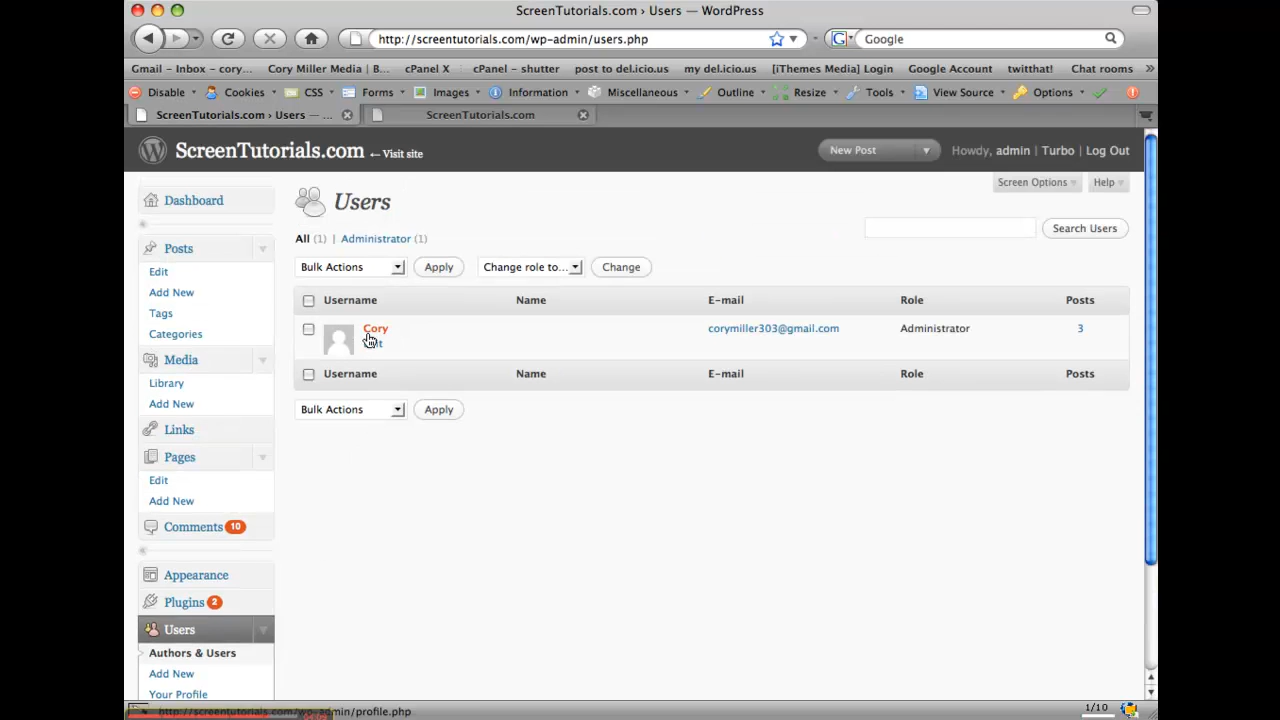 ScreenTutorials.com › Users — WordPress
http://screentutorials.com/wp-admin/users.php
Google
Gmail - Inbox - cory... Cory Miller Media | B... cPanel X cPanel - shutter post to del.icio.us my del.icio.us [iThemes Media] Login Google Account twitthat! Chat rooms »
Disable Cookies CSS Forms Images Information Miscellaneous Outline Resize Tools View Source Options
ScreenTutorials.com › Users — ... ScreenTutorials.com
ScreenTutorials.com ← Visit site New Post Howdy, admin | Turbo | Log Out
Screen Options Help
Users
All (1) | Administrator (1)
Search Users
Bulk Actions Apply Change role to... Change
Username Name E-mail Role Posts
Cory corymiller303@gmail.com Administrator 3
Username Name E-mail Role Posts
Bulk Actions Apply
Dashboard
Posts
Edit
Add New
Tags
Categories
Media
Library
Add New
Links
Pages
Edit
Add New
Comments 10
Appearance
Plugins 2
Users
Authors & Users
Add New
Your Profile
http://screentutorials.com/wp-admin/profile.php
1/10